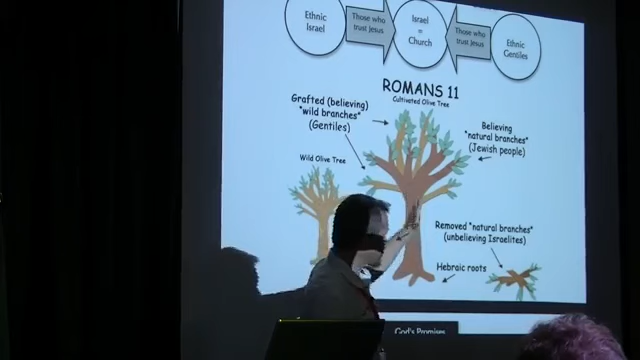 Ethnic
Israel
Those who
trust Jesus
Israel
=
Church
Those who
trust Jesus
Ethnic
Gentiles
ROMANS 11
Cultivated Olive Tree
Grafted (believing)
"wild branches"
(Gentiles)
Believing
"natural branches"
(Jewish people)
Wild Olive Tree
Removed "natural branches"
(unbelieving Israelites)
Hebraic roots
God's Promises